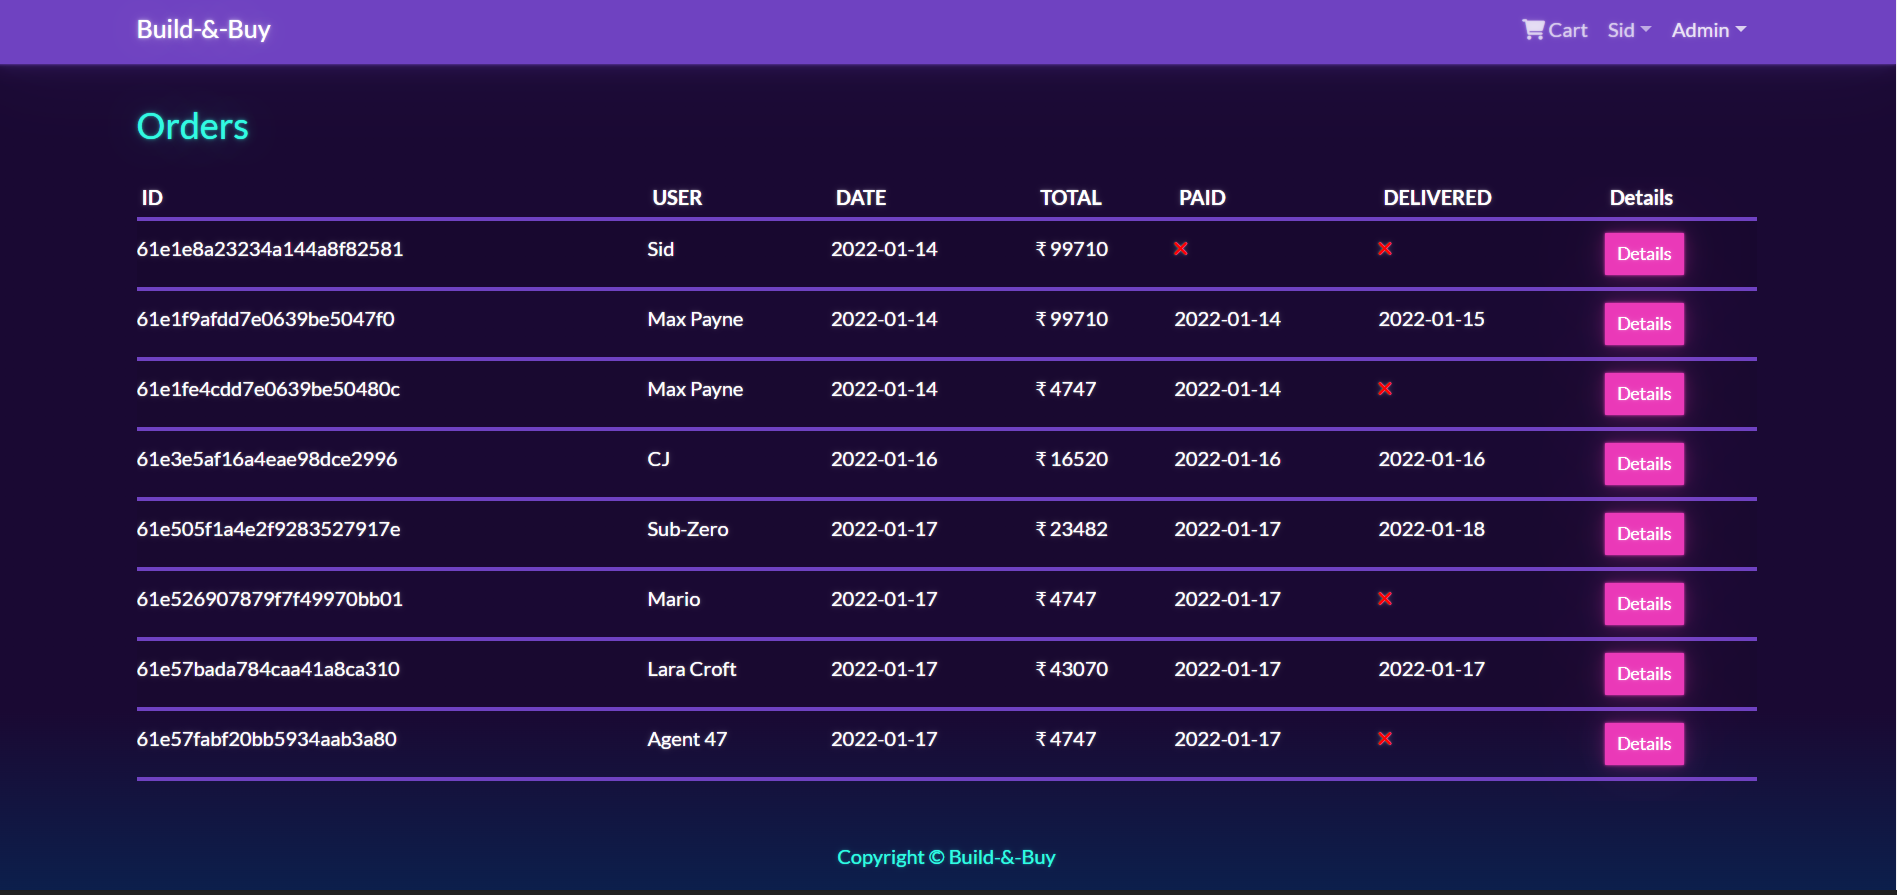 Build-&-Buy Cart Sid Admin
Orders
ID USER DATE TOTAL PAID DELIVERED Details
61e1e8a23234a144a8f82581 Sid 2022-01-14 ₹ 99710 Details
61e1f9afdd7e0639be5047f0 Max Payne 2022-01-14 ₹ 99710 2022-01-14 2022-01-15 Details
61e1fe4cdd7e0639be50480c Max Payne 2022-01-14 ₹ 4747 2022-01-14 Details
61e3e5af16a4eae98dce2996 CJ 2022-01-16 ₹ 16520 2022-01-16 2022-01-16 Details
61e505f1a4e2f9283527917e Sub-Zero 2022-01-17 ₹ 23482 2022-01-17 2022-01-18 Details
61e526907879f7f49970bb01 Mario 2022-01-17 ₹ 4747 2022-01-17 Details
61e57bada784caa41a8ca310 Lara Croft 2022-01-17 ₹ 43070 2022-01-17 2022-01-17 Details
61e57fabf20bb5934aab3a80 Agent 47 2022-01-17 ₹ 4747 2022-01-17 Details
Copyright © Build-&-Buy